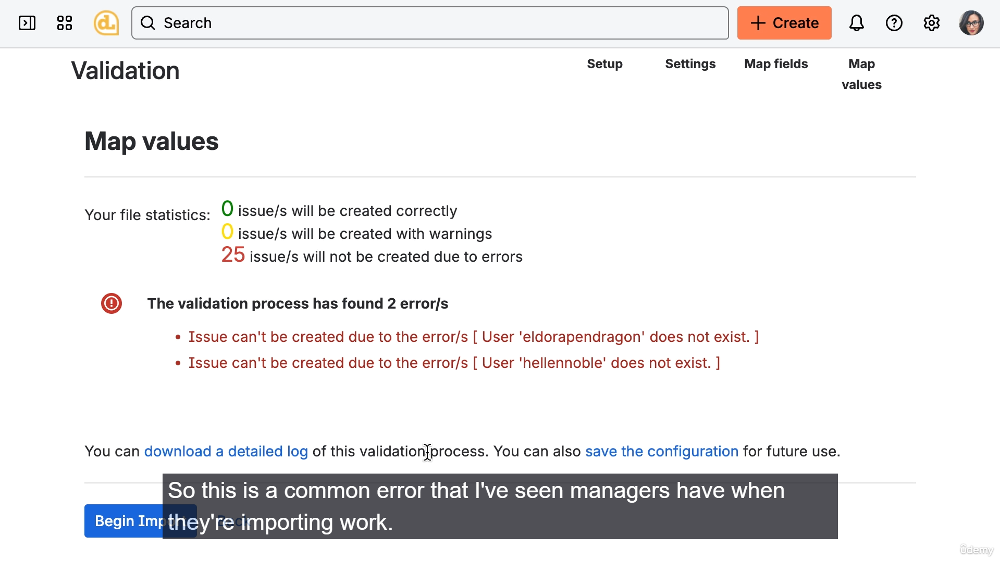 Search
Create
Validation
Setup
Settings
Map fields
Map
values
Map values
Your file statistics:
0 issue/s will be created correctly
0 issue/s will be created with warnings
25 issue/s will not be created due to errors
The validation process has found 2 error/s
• Issue can't be created due to the error/s [ User 'eldorapendragon' does not exist. ]
• Issue can't be created due to the error/s [ User 'hellennoble' does not exist. ]
You can download a detailed log of this validation process. You can also save the configuration for future use.
So this is a common error that I've seen managers have when
they're importing work.
Begin Import
Back
ûdemy